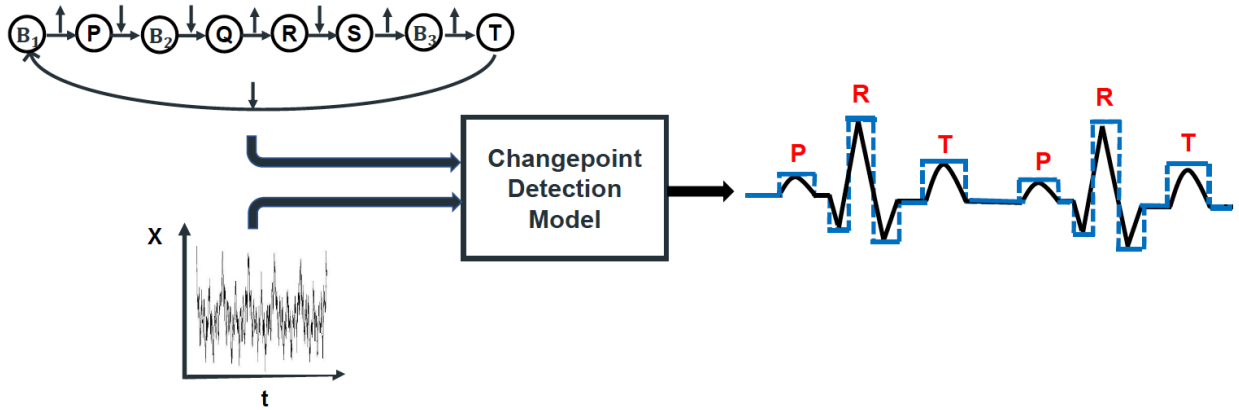 B₁ P B₂ Q R S B₃ T
Changepoint
Detection
Model
X
t
P R T P R T